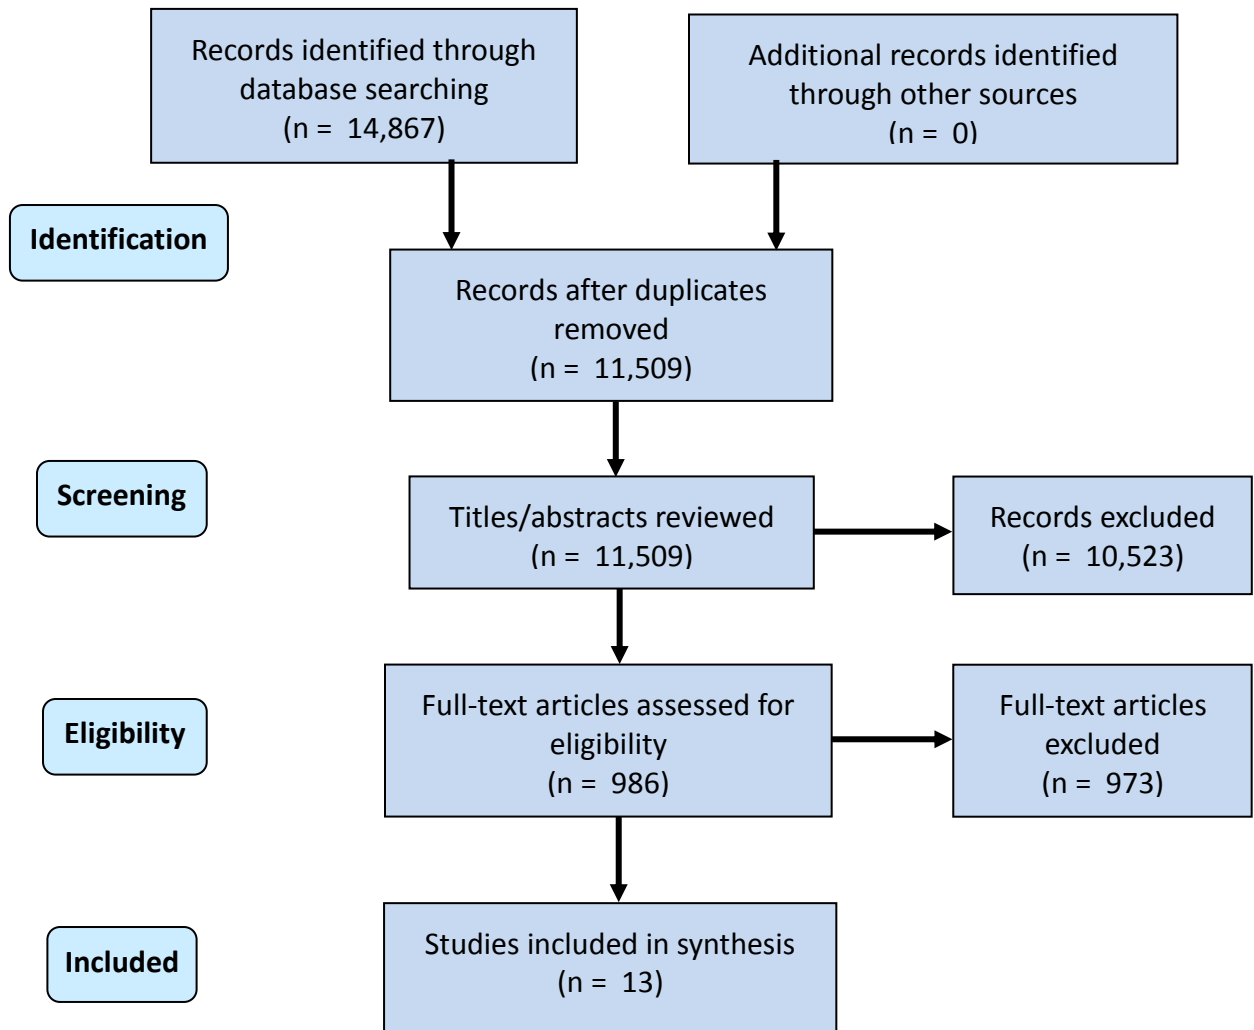 Records identified through
database searching
(n = 14,867)
Additional records identified
through other sources
(n = 0)
Identification
Records after duplicates
removed
(n = 11,509)
Screening
Titles/abstracts reviewed
(n = 11,509)
Records excluded
(n = 10,523)
Eligibility
Full-text articles assessed for
eligibility
(n = 986)
Full-text articles
excluded
(n = 973)
Included
Studies included in synthesis
(n = 13)